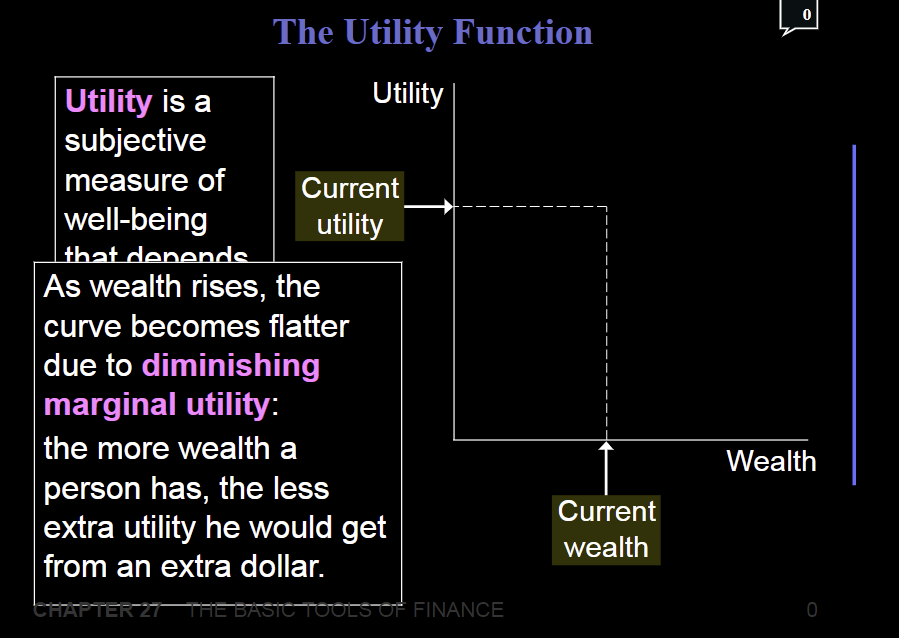 The Utility Function
0
Utility is a
subjective
measure of
well-being
that depends
As wealth rises, the
curve becomes flatter
due to diminishing
marginal utility:
the more wealth a
person has, the less
extra utility he would get
from an extra dollar.
Utility
Current
utility
Wealth
Current
wealth
CHAPTER 27 THE BASIC TOOLS OF FINANCE
0